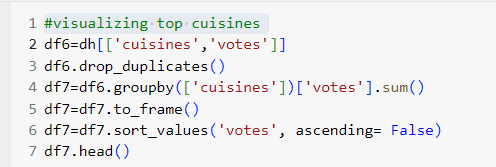 1 #visualizing top cuisines
2 df6=dh[['cuisines','votes']]
3 df6.drop_duplicates()
4 df7=df6.groupby(['cuisines'])['votes'].sum()
5 df7=df7.to_frame()
6 df7=df7.sort_values('votes', ascending= False)
7 df7.head()